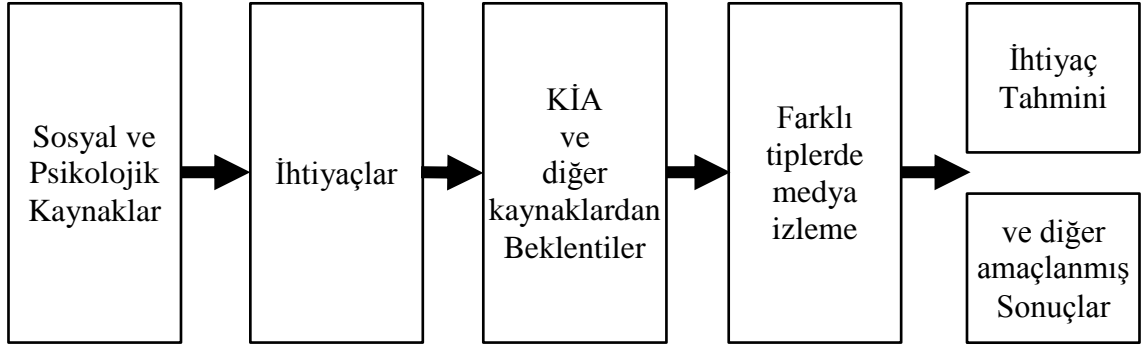 Sosyal ve
Psikolojik
Kaynaklar
İhtiyaçlar
KİA
ve
diğer
kaynaklardan
Beklentiler
Farklı
tiplerde
medya
izleme
İhtiyaç
Tahmini
ve diğer
amaçlanmış
Sonuçlar